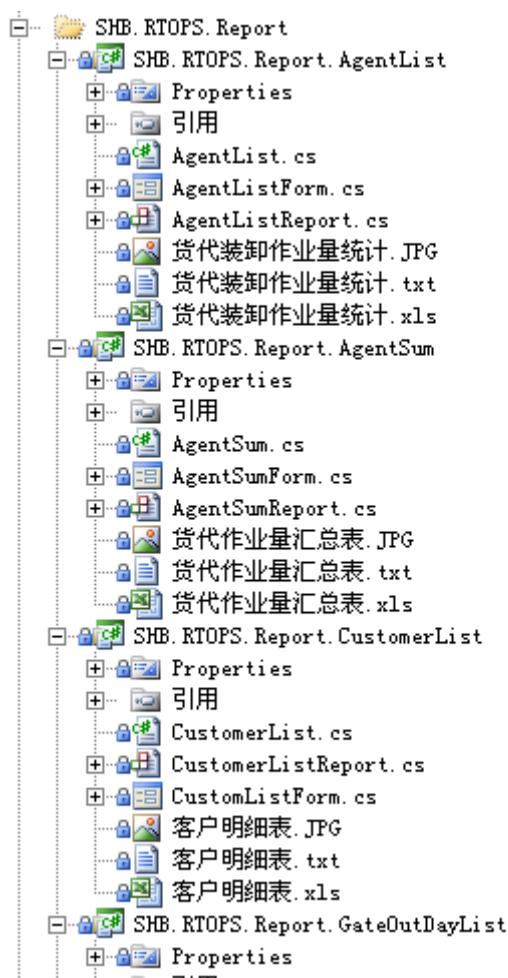 SHB.RTOPS.Report
SHB.RTOPS.Report.AgentList
Properties
引用
AgentList.cs
AgentListForm.cs
AgentListReport.cs
货代装卸作业量统计.JPG
货代装卸作业量统计.txt
货代装卸作业量统计.xls
SHB.RTOPS.Report.AgentSum
Properties
引用
AgentSum.cs
AgentSumForm.cs
AgentSumReport.cs
货代作业量汇总表.JPG
货代作业量汇总表.txt
货代作业量汇总表.xls
SHB.RTOPS.Report.CustomerList
Properties
引用
CustomerList.cs
CustomerListReport.cs
CustomListForm.cs
客户明细表.JPG
客户明细表.txt
客户明细表.xls
SHB.RTOPS.Report.GateOutDayList
Properties